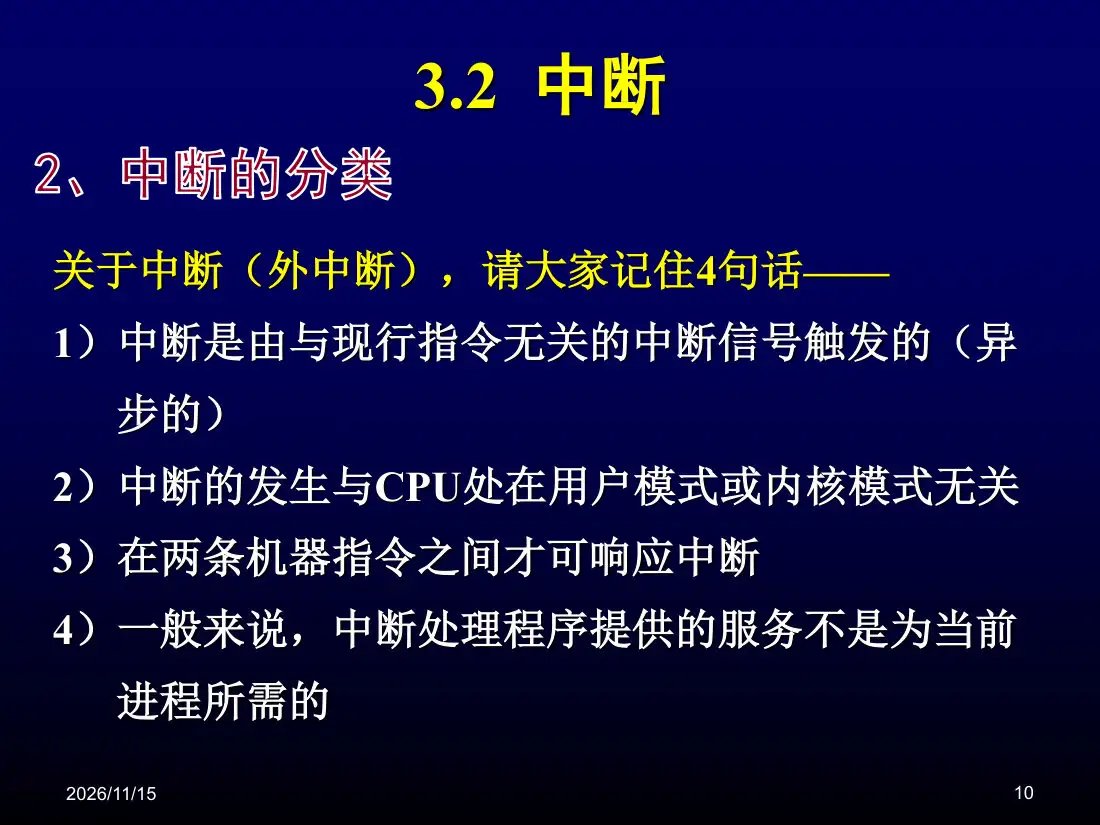 3.2 中断
2、中断的分类
关于中断（外中断），请大家记住4句话——
1）中断是由与现行指令无关的中断信号触发的（异
步的）
2）中断的发生与CPU处在用户模式或内核模式无关
3）在两条机器指令之间才可响应中断
4）一般来说，中断处理程序提供的服务不是为当前
进程所需的
2026/11/15
10